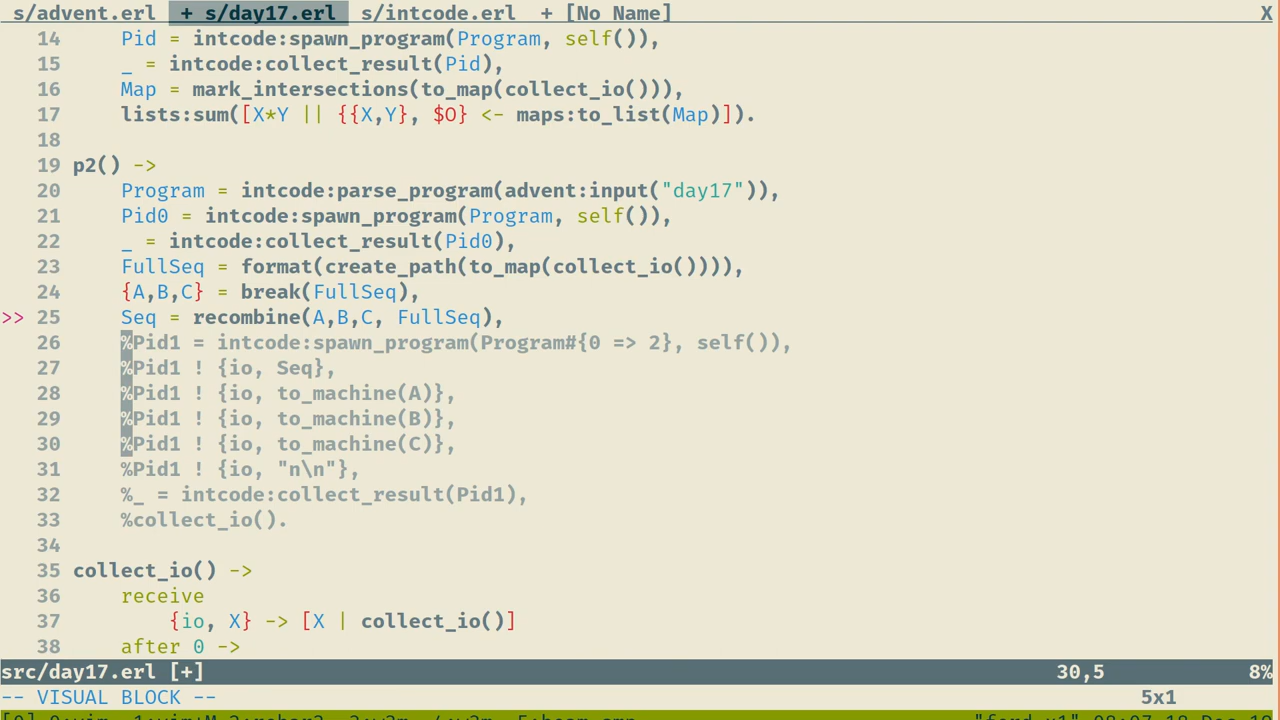 s/advent.erl + s/day17.erl s/intcode.erl + [No Name] X
14 Pid = intcode:spawn_program(Program, self()),
15 _ = intcode:collect_result(Pid),
16 Map = mark_intersections(to_map(collect_io())),
17 lists:sum([X*Y || {{X,Y}, $O} <- maps:to_list(Map)]).
18
19 p2() ->
20 Program = intcode:parse_program(advent:input("day17")),
21 Pid0 = intcode:spawn_program(Program, self()),
22 _ = intcode:collect_result(Pid0),
23 FullSeq = format(create_path(to_map(collect_io()))),
24 {A,B,C} = break(FullSeq),
>> 25 Seq = recombine(A,B,C, FullSeq),
26 %Pid1 = intcode:spawn_program(Program#{0 => 2}, self()),
27 %Pid1 ! {io, Seq},
28 %Pid1 ! {io, to_machine(A)},
29 %Pid1 ! {io, to_machine(B)},
30 %Pid1 ! {io, to_machine(C)},
31 %Pid1 ! {io, "n\n"},
32 %_ = intcode:collect_result(Pid1),
33 %collect_io().
34
35 collect_io() ->
36 receive
37 {io, X} -> [X | collect_io()]
38 after 0 ->
src/day17.erl [+] 30,5 8%
-- VISUAL BLOCK -- 5x1